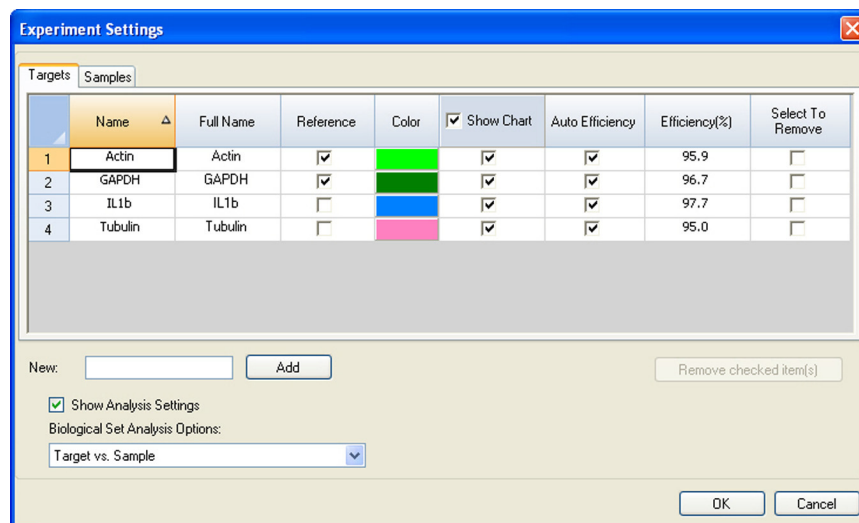 Experiment Settings
Targets Samples
Name Full Name Reference Color Show Chart Auto Efficiency Efficiency(%) Select To
Remove
1 Actin Actin 95.9
2 GAPDH GAPDH 96.7
3 IL1b IL1b 97.7
4 Tubulin Tubulin 95.0
New: Add Remove checked item(s)
Show Analysis Settings
Biological Set Analysis Options:
Target vs. Sample
OK Cancel